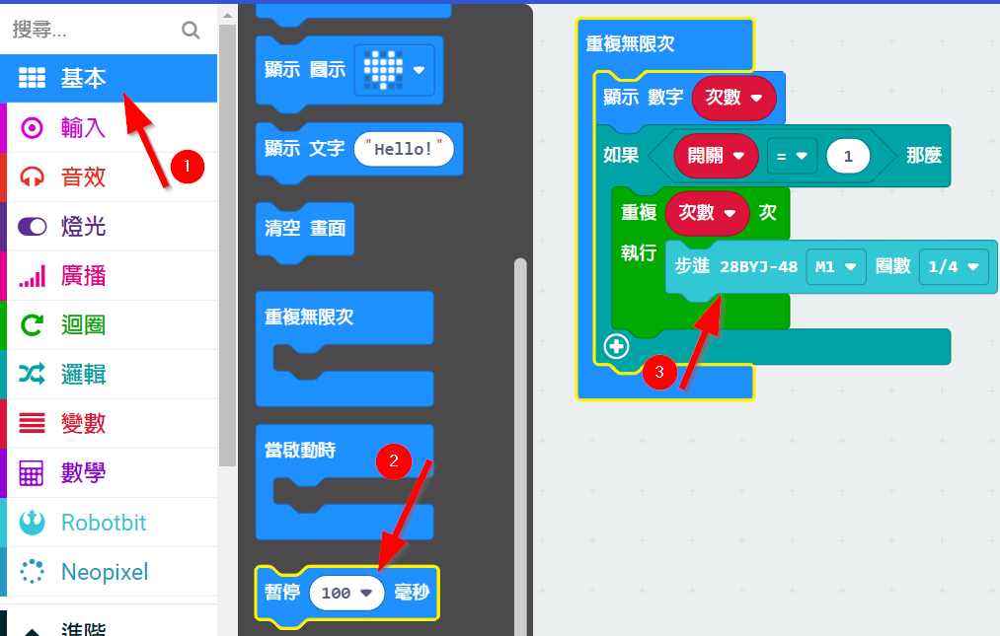 搜尋...
基本
輸入
音效
燈光
廣播
迴圈
邏輯
變數
數學
Robotbit
Neopixel
進階
1
顯示 圖示
顯示 文字 "Hello!"
清空 畫面
重複無限次
當啟動時
2
暫停 100 毫秒
重複無限次
顯示 數字 次數
如果 開關 = 1 那麼
重複 次數 次
執行 步進 28BYJ-48 M1 圈數 1/4
3